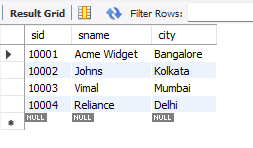 Result Grid Filter Rows:
sid sname city
10001 Acme Widget Bangalore
10002 Johns Kolkata
10003 Vimal Mumbai
10004 Reliance Delhi
NULL NULL NULL